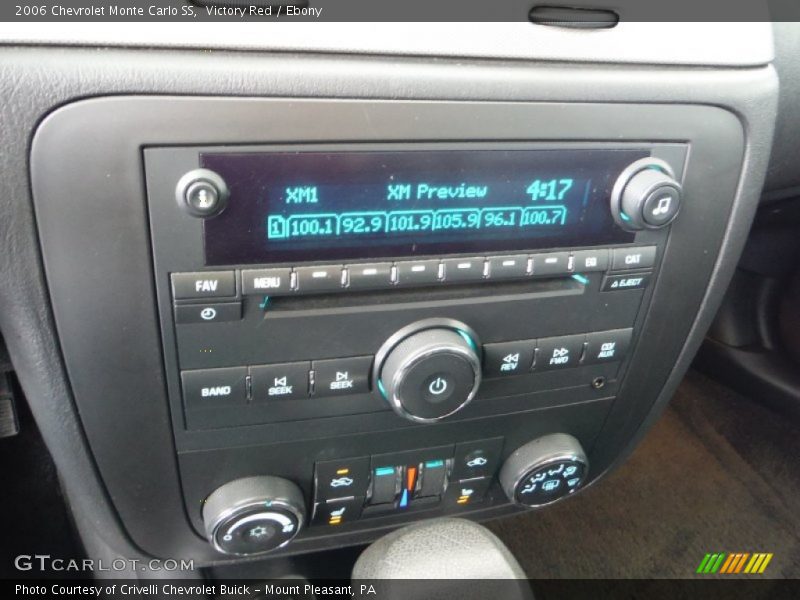 2006 Chevrolet Monte Carlo SS,  Victory Red / Ebony
XM1 XM Preview 4:17
1 100.1 92.9 101.9 105.9 96.1 100.7
FAV MENU EQ CAT
EJECT
BAND SEEK SEEK REV FWD CD/AUX
GTCARLOT.COM
Photo Courtesy of Crivelli Chevrolet Buick - Mount Pleasant, PA